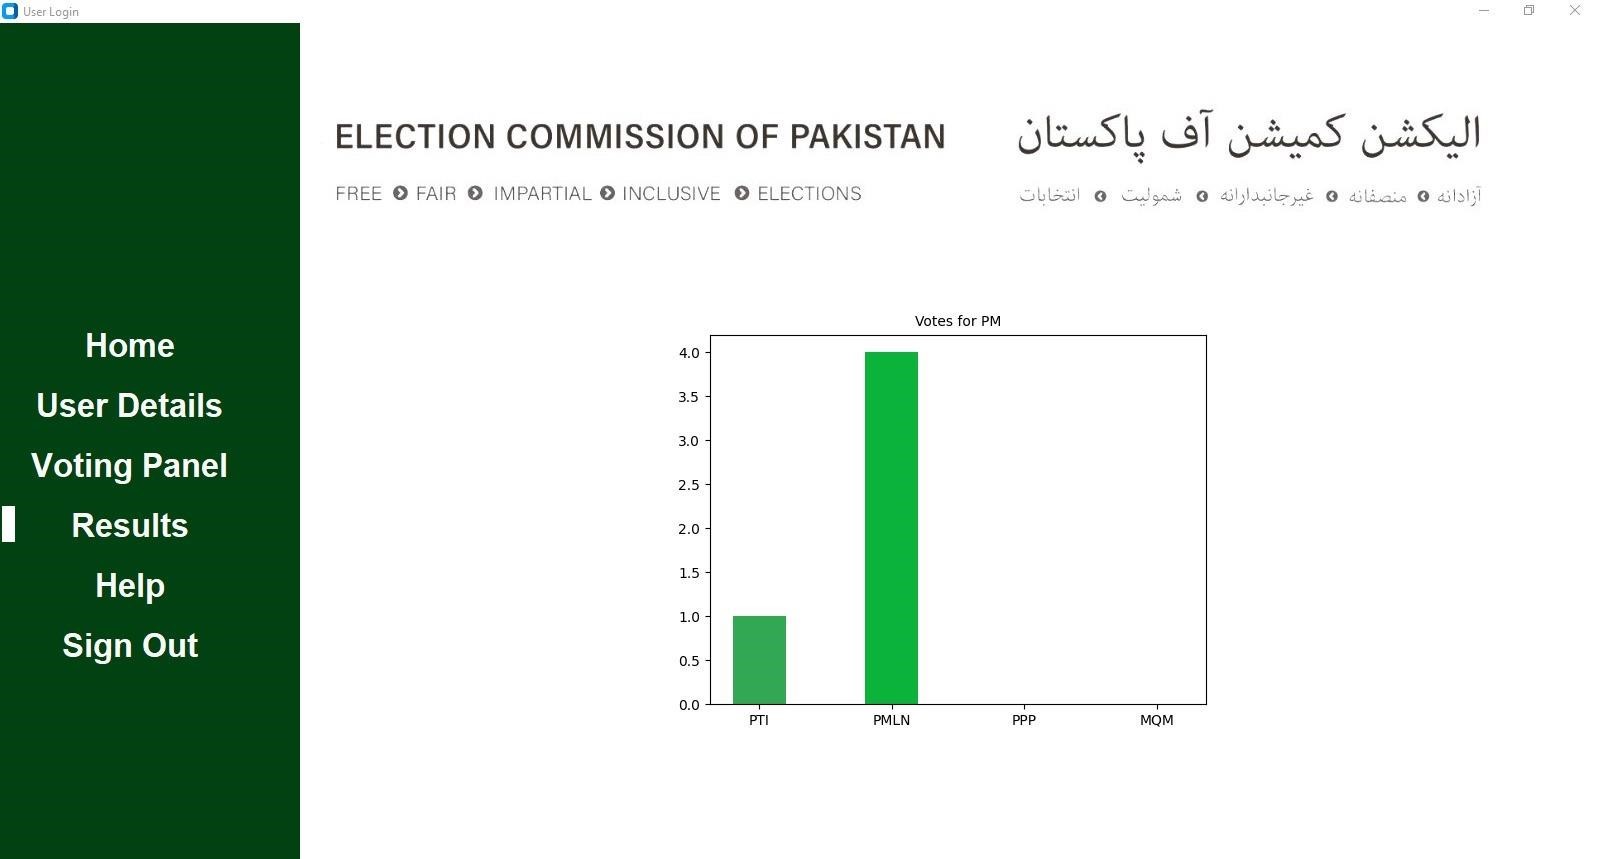 User Login
ELECTION COMMISSION OF PAKISTAN
الیکشن کمیشن آف پاکستان
FREE FAIR IMPARTIAL INCLUSIVE ELECTIONS
آزادانہ منصفانہ غیرجانبدارانہ شمولیت انتخابات
Home
User Details
Voting Panel
Results
Help
Sign Out
Votes for PM
4.0
3.5
3.0
2.5
2.0
1.5
1.0
0.5
0.0
PTI PMLN PPP MQM